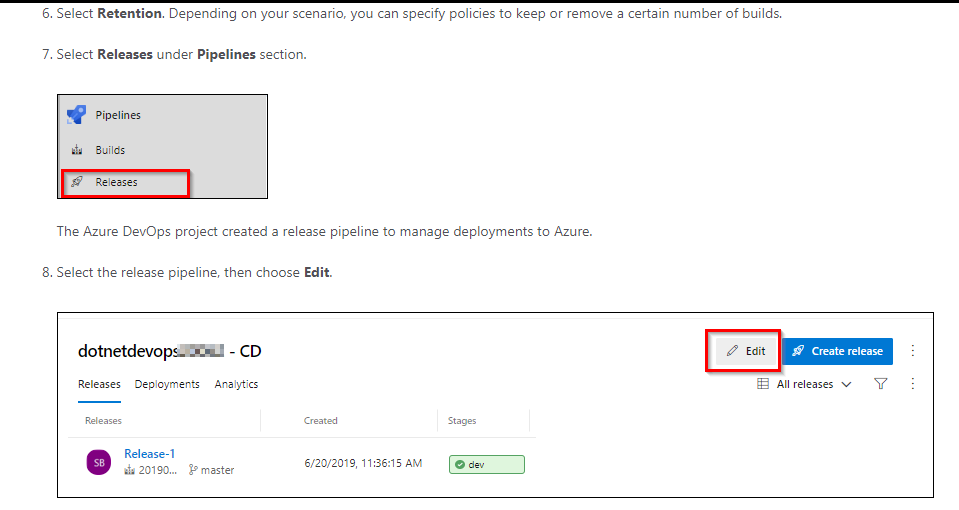 6. Select Retention. Depending on your scenario, you can specify policies to keep or remove a certain number of builds.
7. Select Releases under Pipelines section.
Pipelines
Builds
Releases
The Azure DevOps project created a release pipeline to manage deployments to Azure.
8. Select the release pipeline, then choose Edit.
dotnetdevops - CD
Edit
Create release
Releases Deployments Analytics
All releases
Releases Created Stages
SB
Release-1
20190... master
6/20/2019, 11:36:15 AM
dev